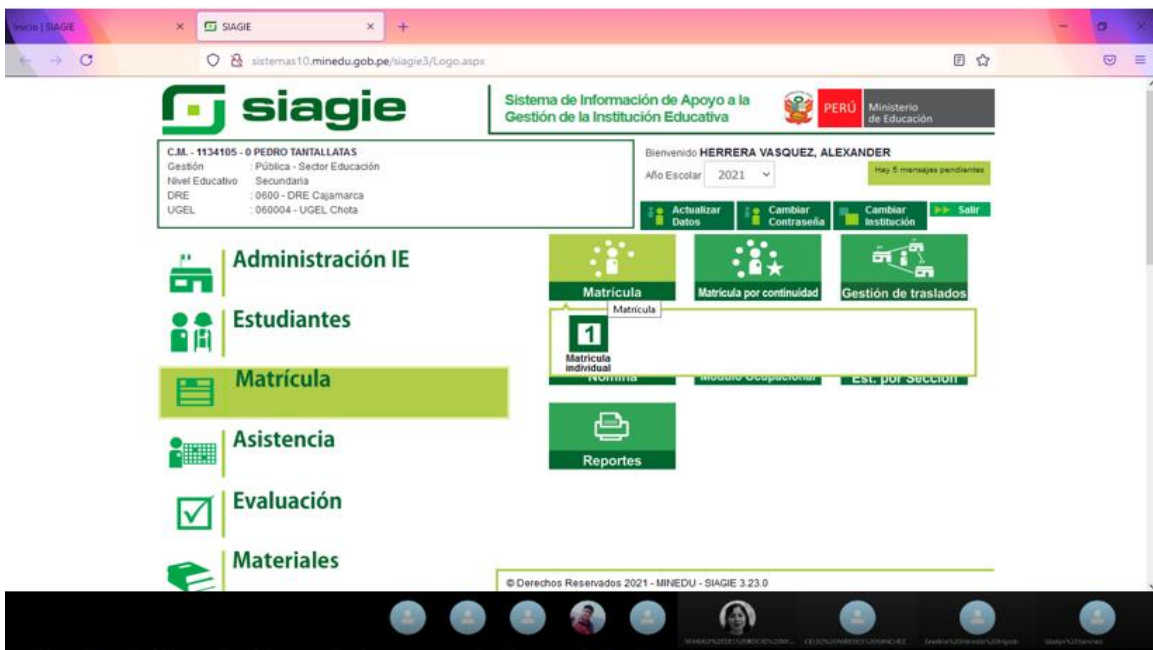 Inicio | SIAGIE
SIAGIE
sistemas10.minedu.gob.pe/siagie3/Logo.aspx
siagie
Sistema de Información de Apoyo a la
Gestión de la Institución Educativa
PERÚ
Ministerio
de Educación
C.M. - 1134105 - 0 PEDRO TANTALLATAS
Gestión : Pública - Sector Educación
Nivel Educativo Secundaria
DRE : 0600 - DRE Cajamarca
UGEL : 060004 - UGEL Chota
Bienvenido HERRERA VASQUEZ, ALEXANDER
Año Escolar 2021
Hay 5 mensajes pendientes
Actualizar
Datos
Cambiar
Contraseña
Cambiar
Institución
Salir
Administración IE
Estudiantes
Matrícula
Asistencia
Evaluación
Materiales
Matrícula
Matrícula por continuidad
Gestión de traslados
Matrícula
1
Matrícula
individual
Nómina
Módulo Ocupacional
Est. por Sección
Reportes
© Derechos Reservados 2021 - MINEDU - SIAGIE 3.23.0